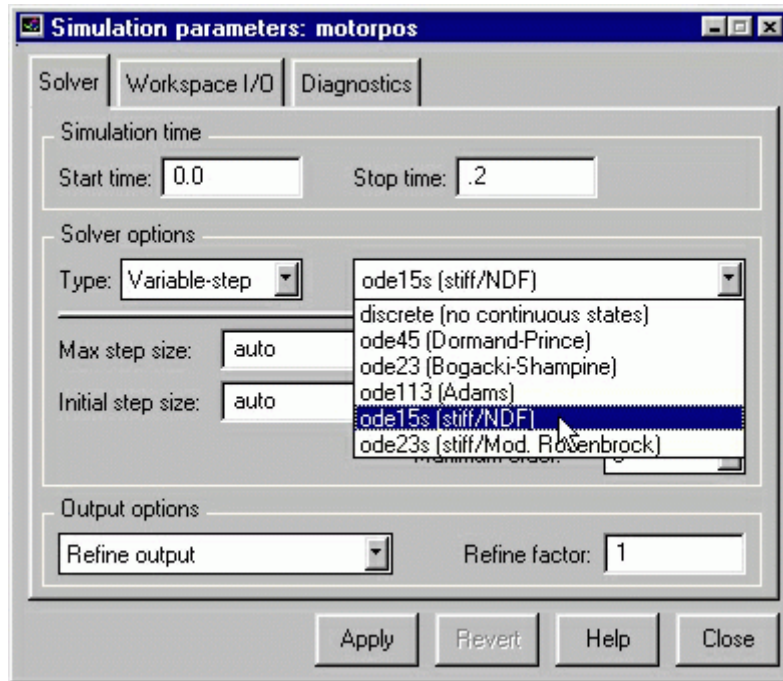 Simulation parameters: motorpos
Solver
Workspace I/O
Diagnostics
Simulation time
Start time: 0.0
Stop time: .2
Solver options
Type: Variable-step
ode15s (stiff/NDF)
discrete (no continuous states)
ode45 (Dormand-Prince)
ode23 (Bogacki-Shampine)
ode113 (Adams)
ode15s (stiff/NDF)
ode23s (stiff/Mod. Rosenbrock)
Max step size: auto
Initial step size: auto
Output options
Refine output
Refine factor: 1
Apply
Revert
Help
Close